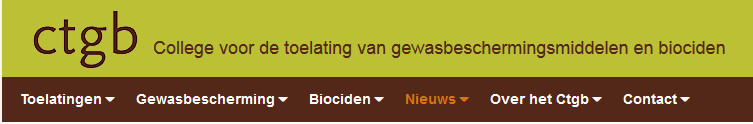 ctgb College voor de toelating van gewasbeschermingsmiddelen en biociden
Toelatingen Gewasbescherming Biociden Nieuws Over het Ctgb Contact